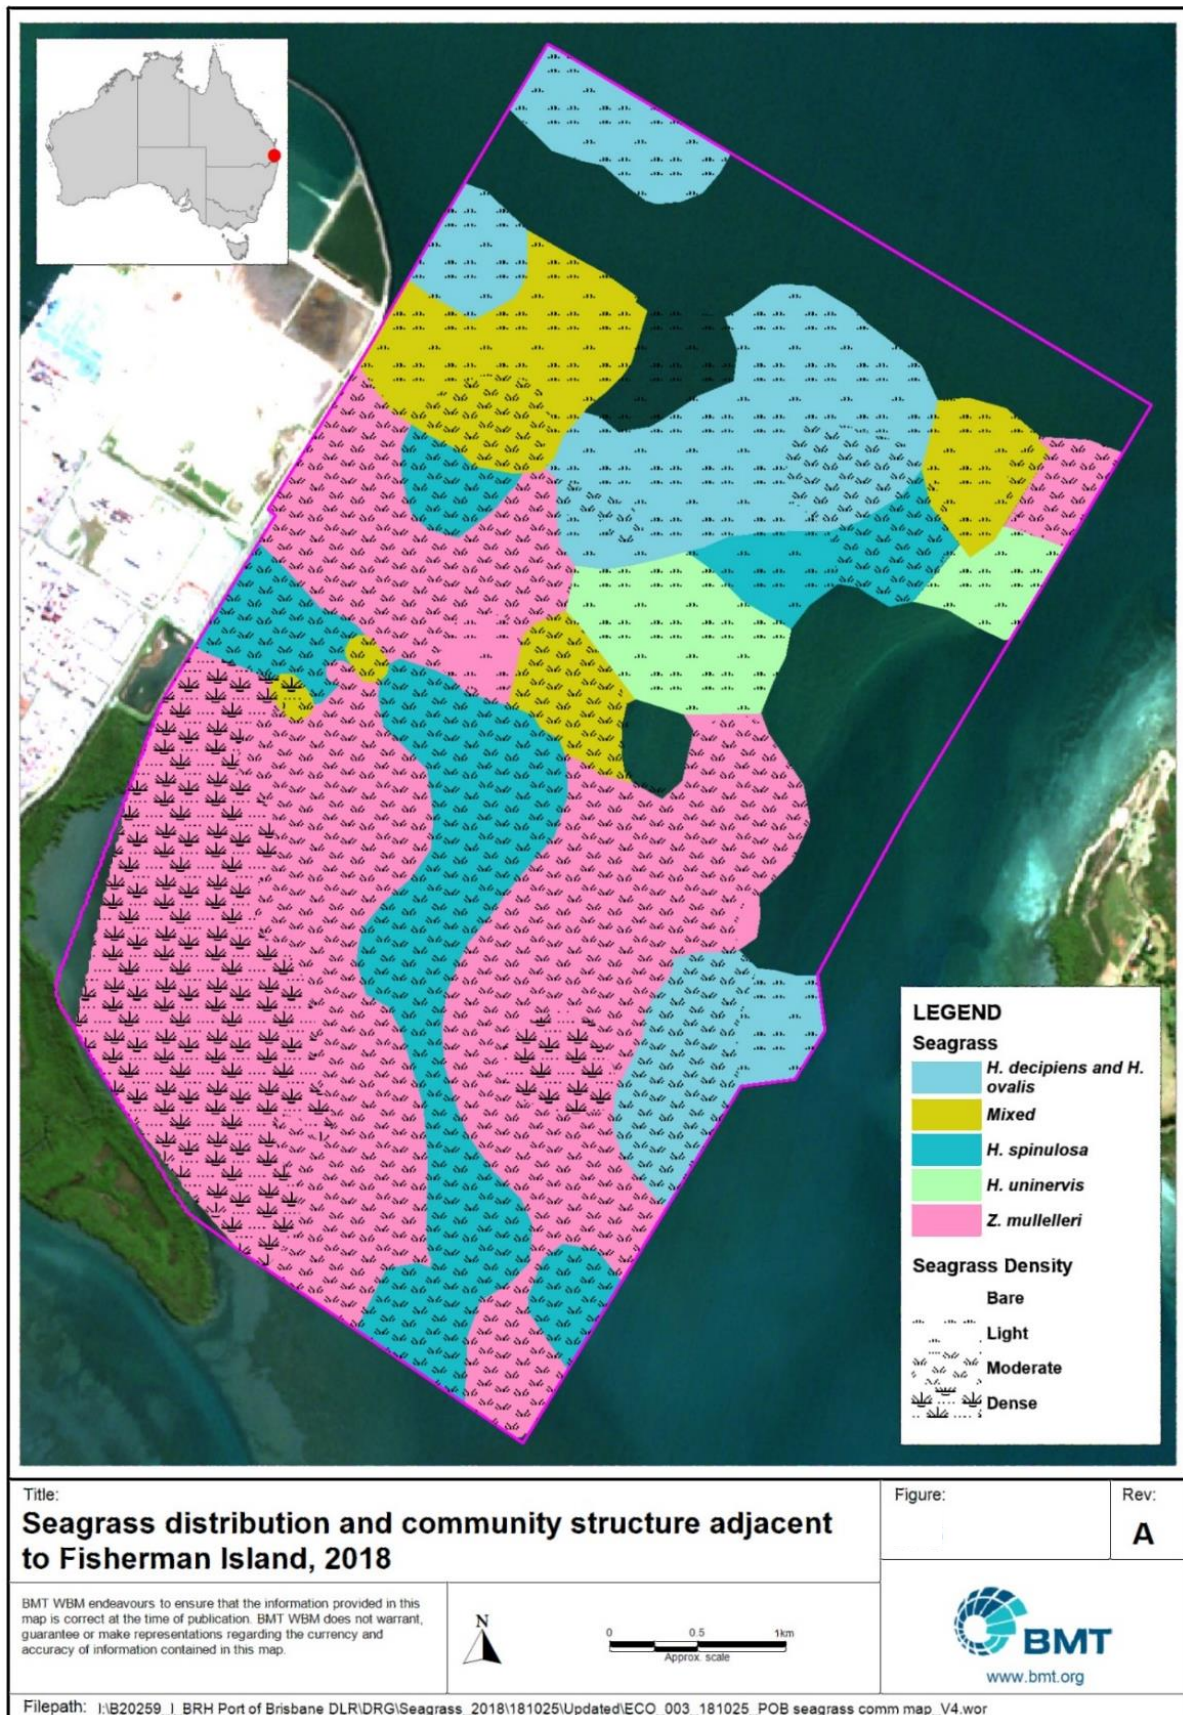 LEGEND
Seagrass
H. decipiens and H.
ovalis
Mixed
H. spinulosa
H. uninervis
Z. mullelleri
Seagrass Density
Bare
Light
Moderate
Dense
Title:
Seagrass distribution and community structure adjacent
to Fisherman Island, 2018
Figure:
Rev:
A
BMT WBM endeavours to ensure that the information provided in this
map is correct at the time of publication. BMT WBM does not warrant,
guarantee or make representations regarding the currency and
accuracy of information contained in this map.
N
0 0.5 1km
Approx. scale
BMT
www.bmt.org
Filepath: I:\B20259_I_BRH Port of Brisbane DLR\DRG\Seagrass_2018\181025\Updated\ECO_003_181025_POB seagrass comm map_V4.wor